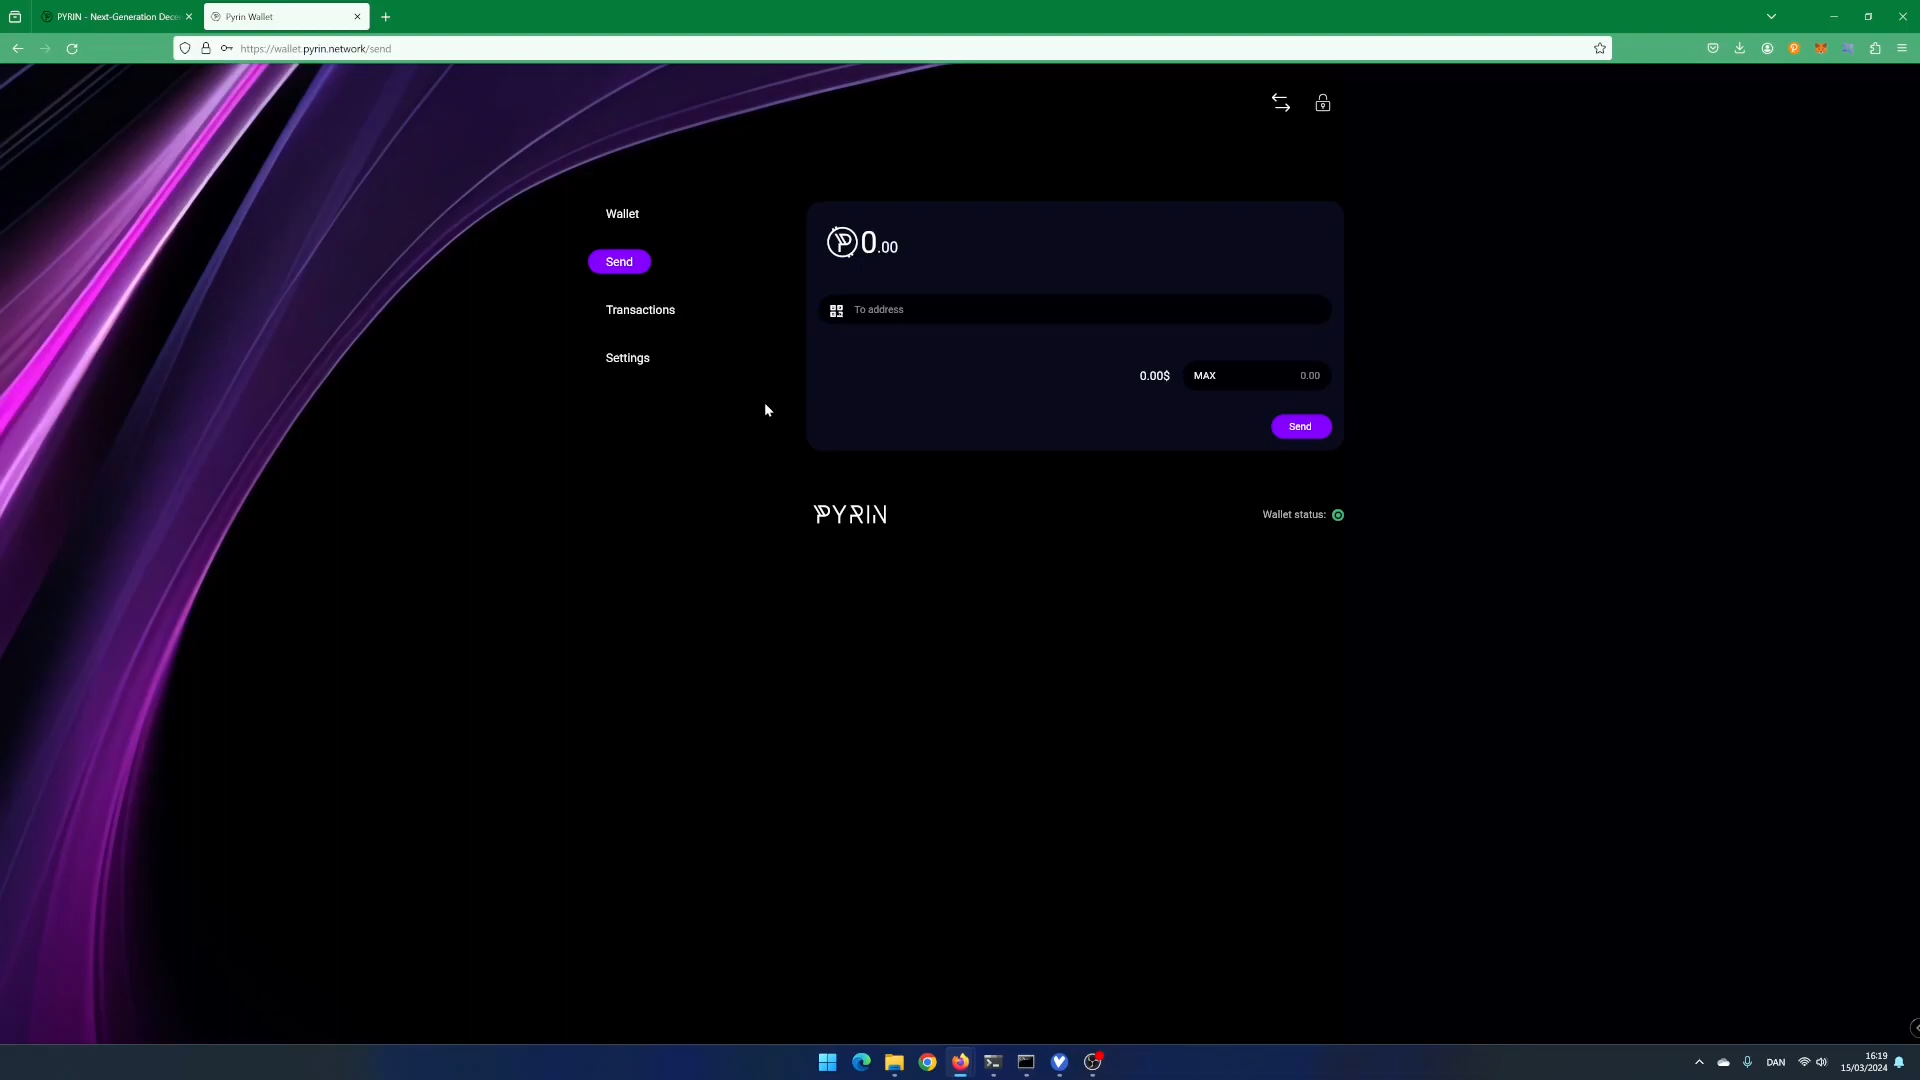 PYRIN - Next-Generation Dece
Pyrin Wallet
https://wallet.pyrin.network/send
Wallet
Send
Transactions
Settings
0.00
To address
0.00$
MAX
0.00
Send
PYRIN
Wallet status:
DAN
16:19
15/03/2024